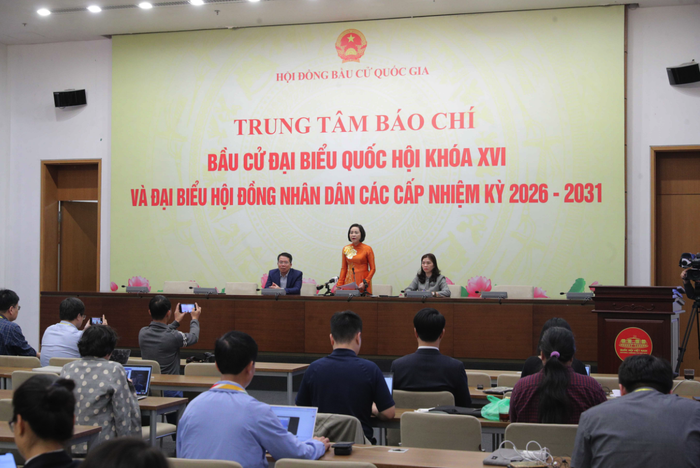 HỘI ĐỒNG BẦU CỬ QUỐC GIA
TRUNG TÂM BÁO CHÍ
BẦU CỬ ĐẠI BIỂU QUỐC HỘI KHÓA XVI
VÀ ĐẠI BIỂU HỘI ĐỒNG NHÂN DÂN CÁC CẤP NHIỆM KỲ 2026 - 2031